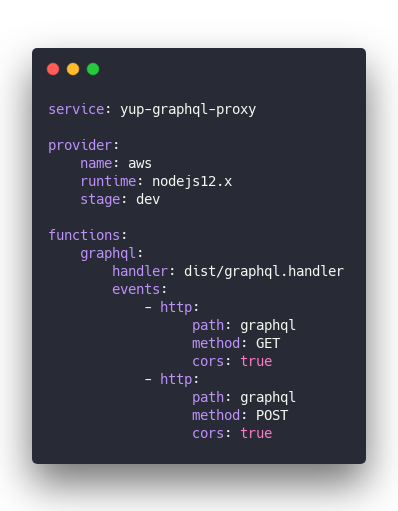 service: yup-graphql-proxy

provider:
    name: aws
    runtime: nodejs12.x
    stage: dev

functions:
    graphql:
        handler: dist/graphql.handler
        events:
            - http:
                  path: graphql
                  method: GET
                  cors: true
            - http:
                  path: graphql
                  method: POST
                  cors: true